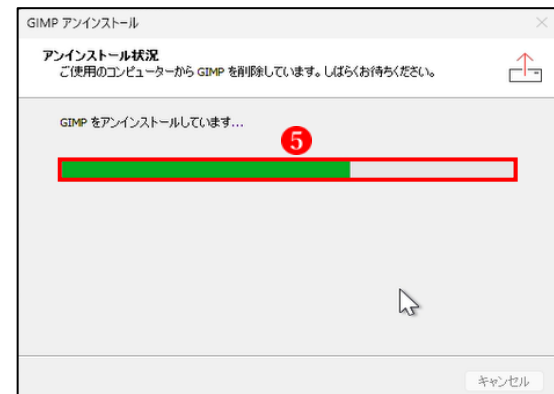 GIMP アンインストール
アンインストール状況
ご使用のコンピューターから GIMP を削除しています。しばらくお待ちください。
GIMP をアンインストールしています...
5
キャンセル